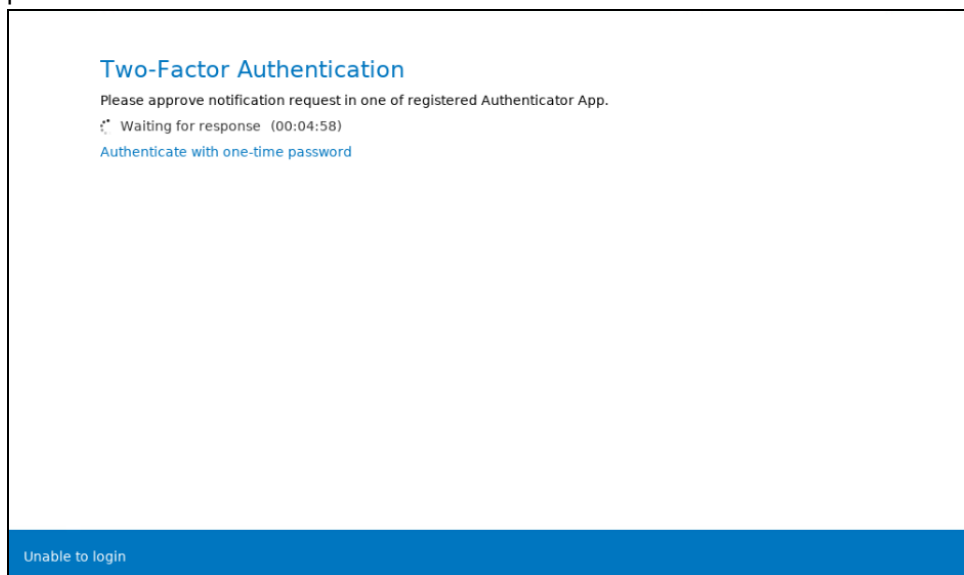 Two-Factor Authentication
Please approve notification request in one of registered Authenticator App.
Waiting for response (00:04:58)
Authenticate with one-time password
Unable to login